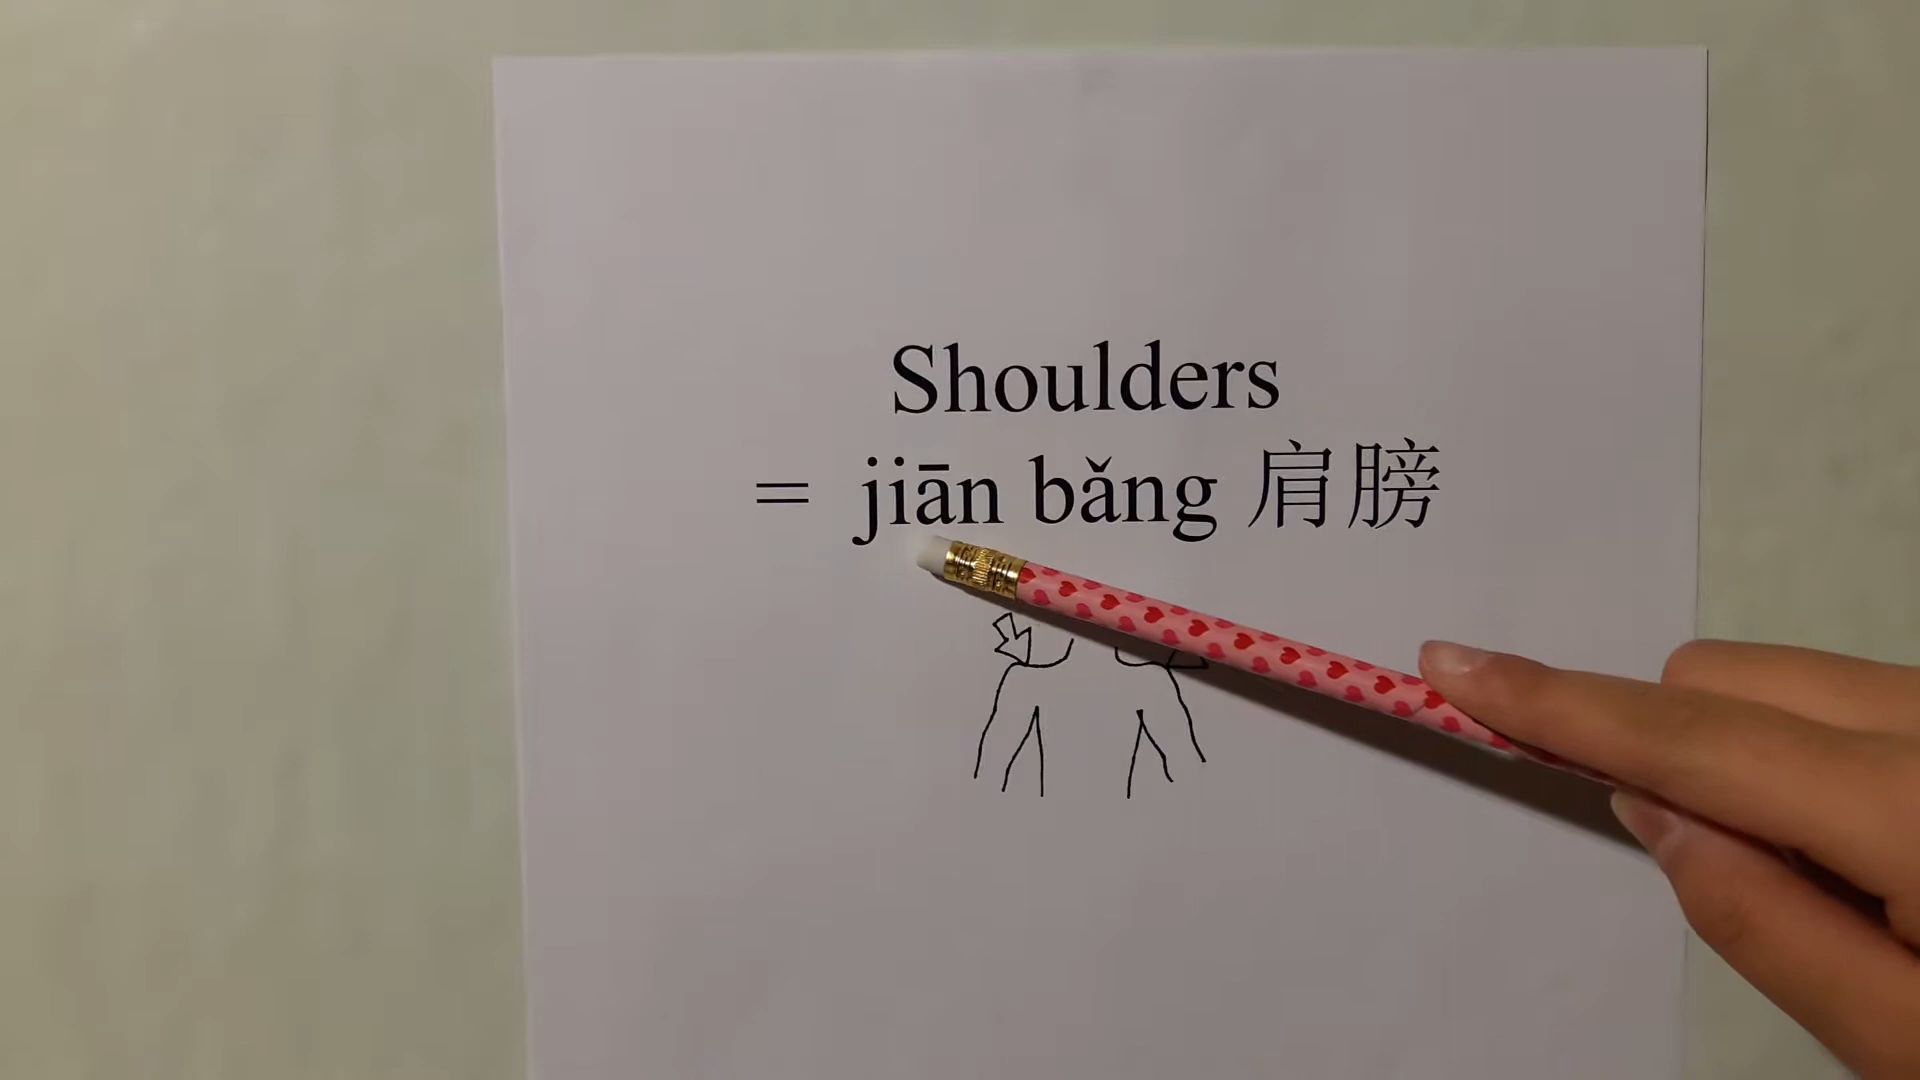 Shoulders
= jiān bǎng 肩膀